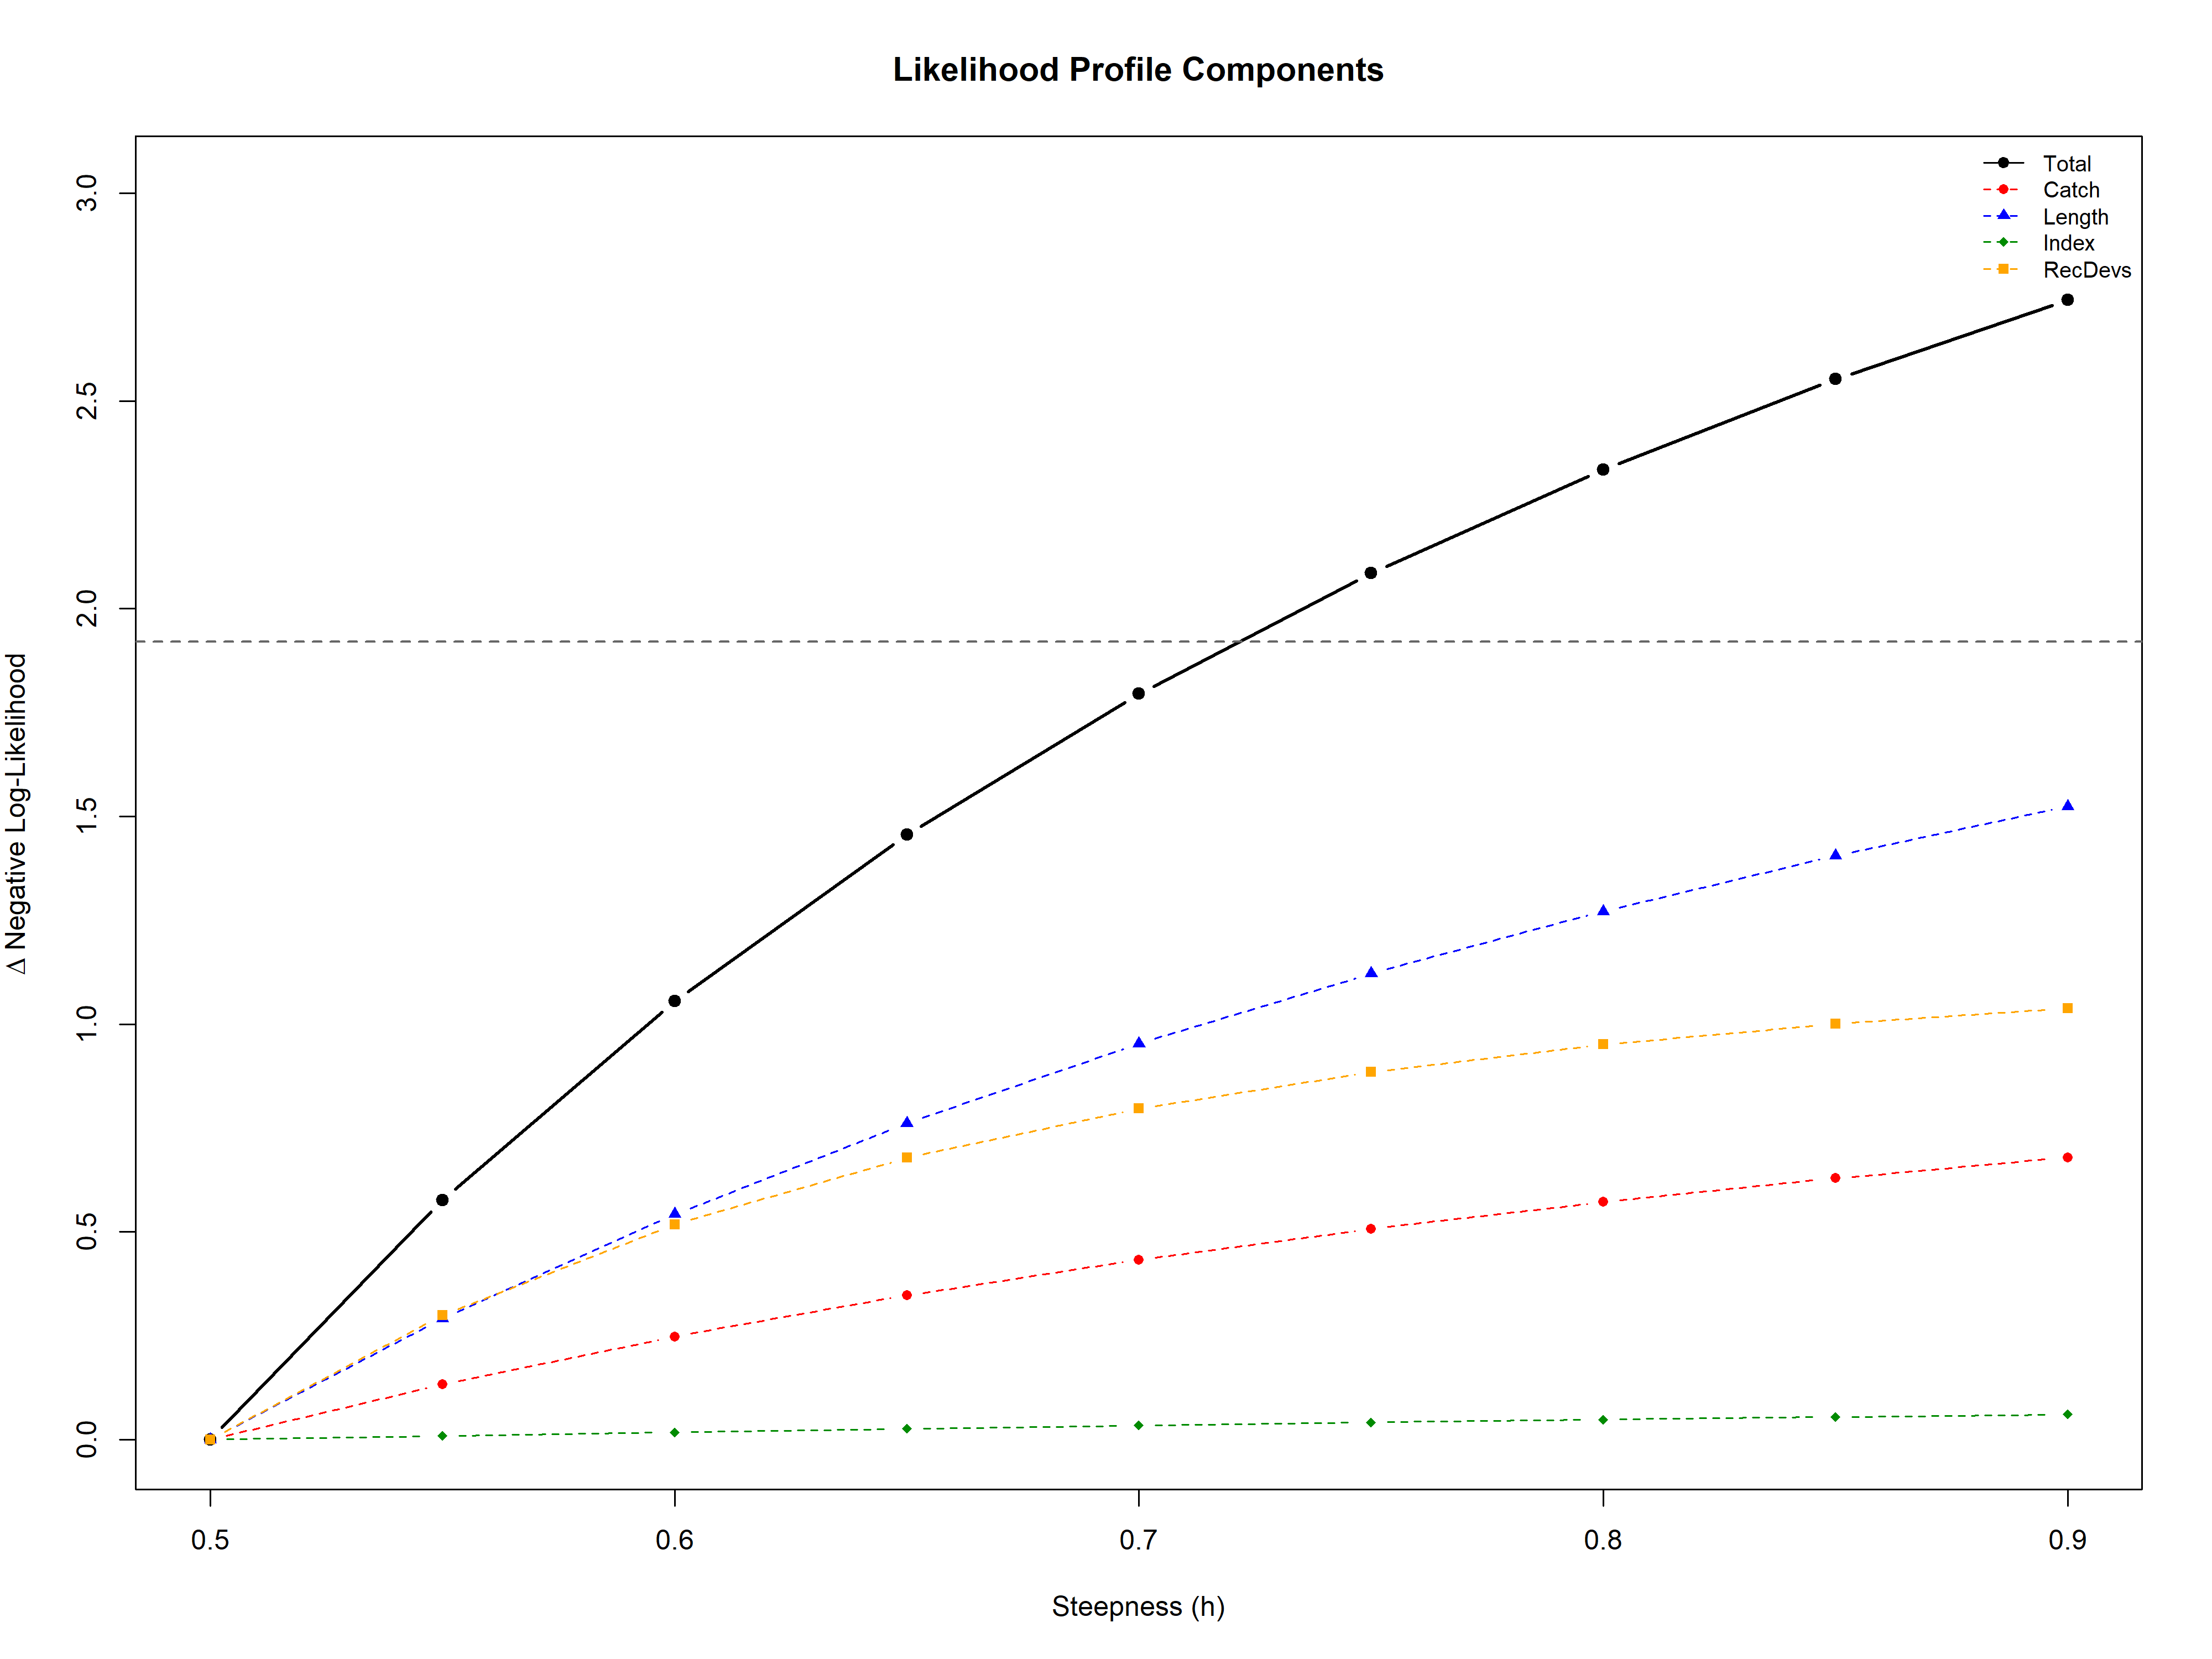 Likelihood Profile Components
Total
Catch
Length
Index
RecDevs
3.0
2.5
2.0
1.5
1.0
0.5
0.0
Δ Negative Log-Likelihood
0.5 0.6 0.7 0.8 0.9
Steepness (h)